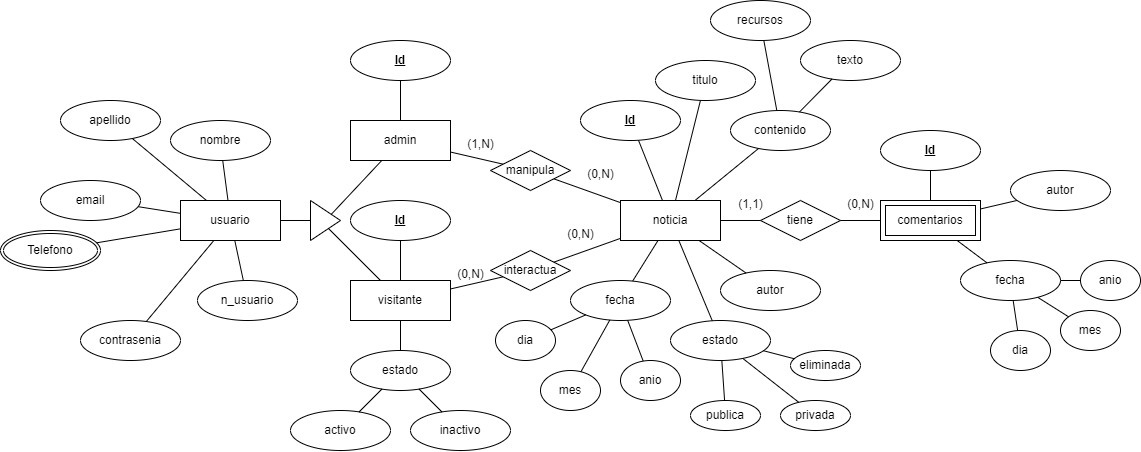 recursos
Id
texto
titulo
apellido
Id
nombre
admin
(1,N)
contenido
Id
manipula
(0,N)
email
autor
usuario
Id
noticia
(1,1)
tiene
(0,N)
comentarios
Telefono
(0,N)
(0,N)
interactua
visitante
n_usuario
fecha
autor
fecha
anio
contrasenia
dia
estado
mes
dia
estado
mes
anio
eliminada
activo
inactivo
publica
privada